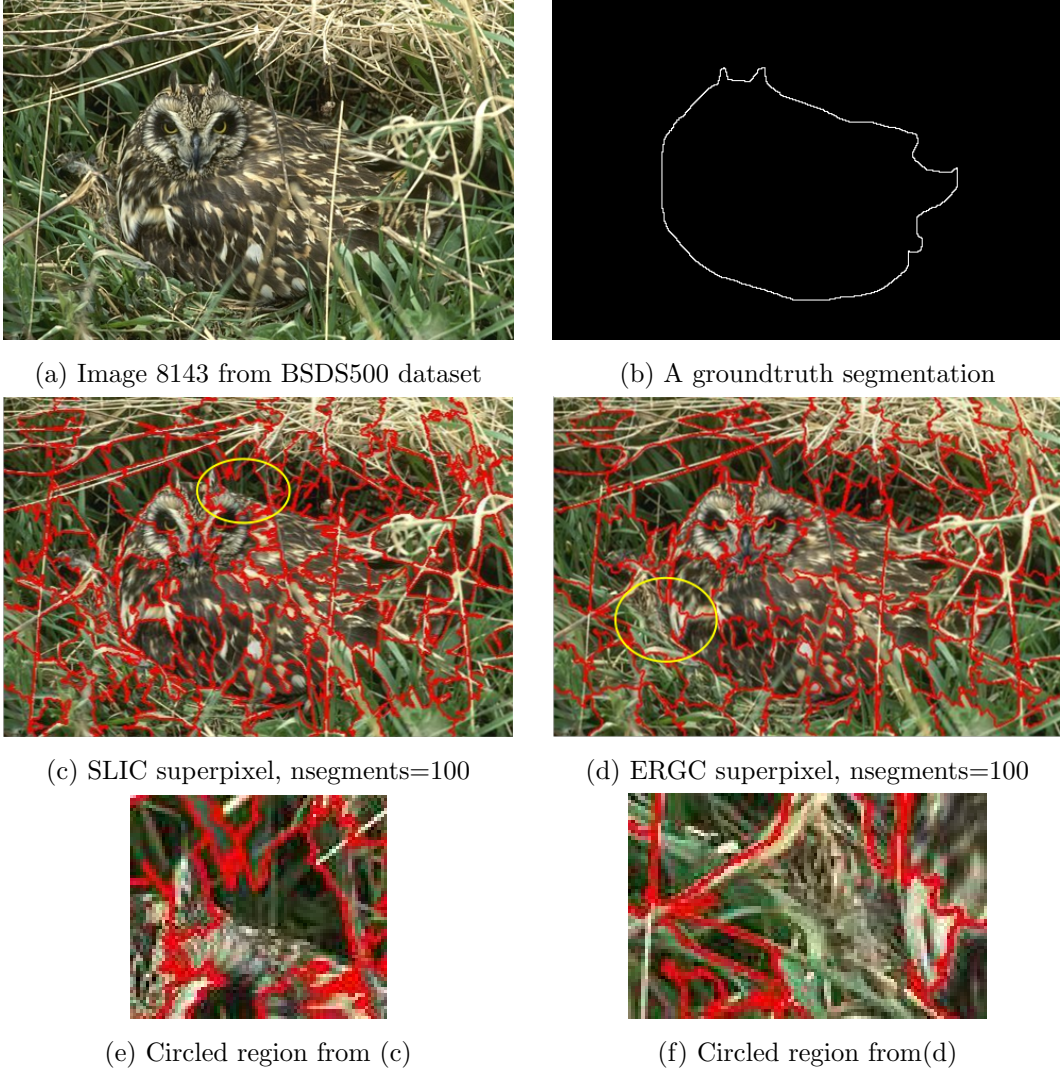 (a) Image 8143 from BSDS500 dataset
(b) A groundtruth segmentation
(c) SLIC superpixel, nsegments=100
(d) ERGC superpixel, nsegments=100
(e) Circled region from (c)
(f) Circled region from(d)